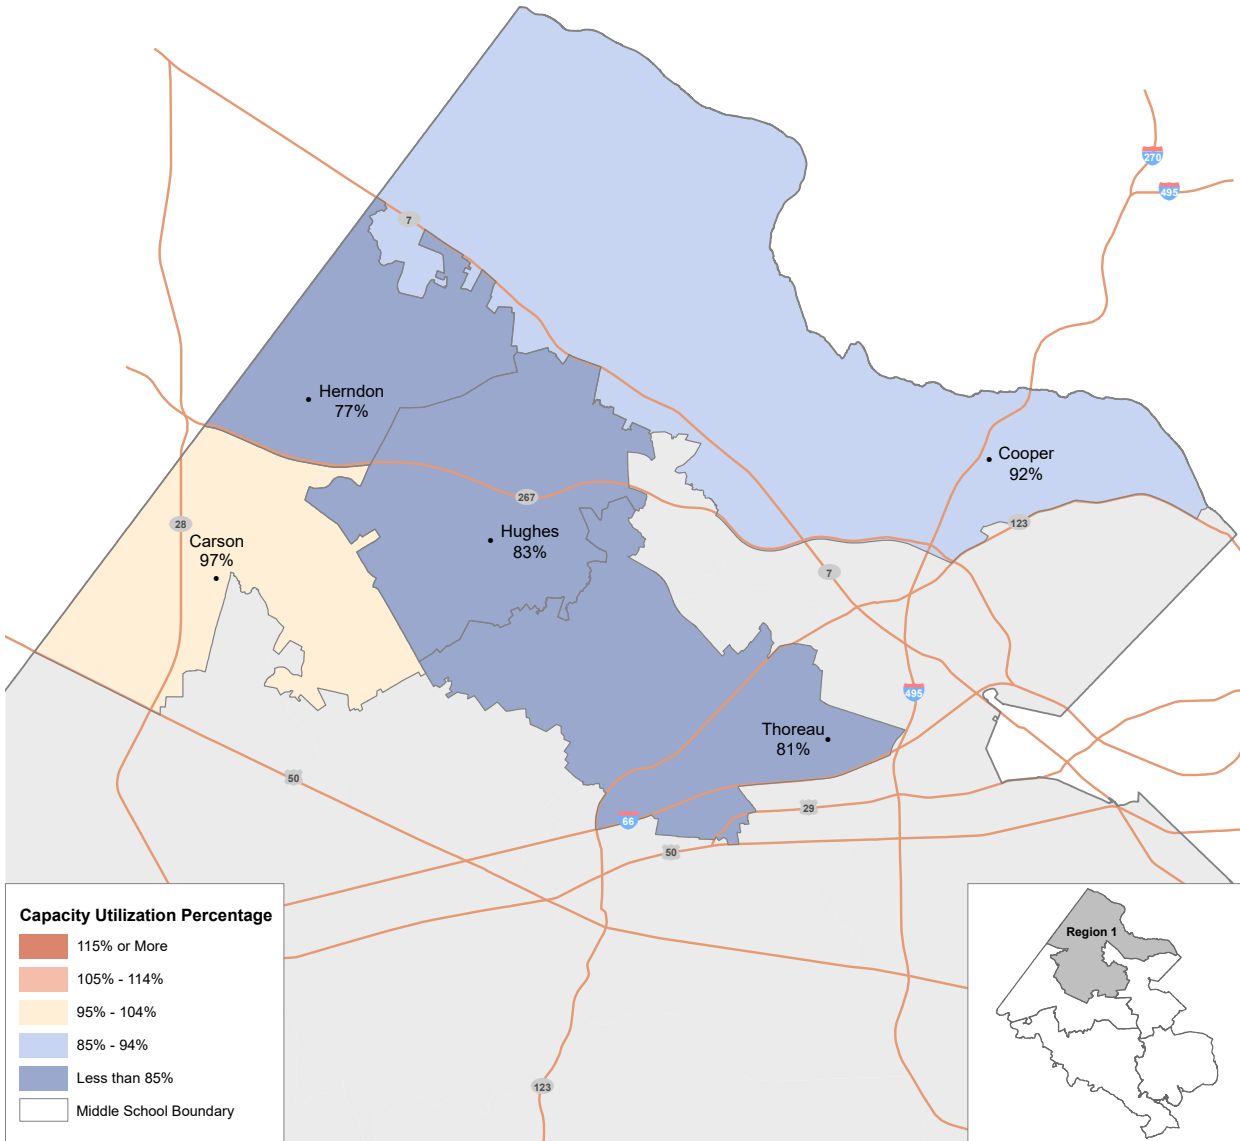 270
495
7
Herndon
77%
Cooper
92%
267
28
123
Hughes
83%
Carson
97%
7
495
Thoreau
81%
50
29
66
50
Capacity Utilization Percentage
115% or More
105% - 114%
95% - 104%
85% - 94%
Less than 85%
Middle School Boundary
123
Region 1